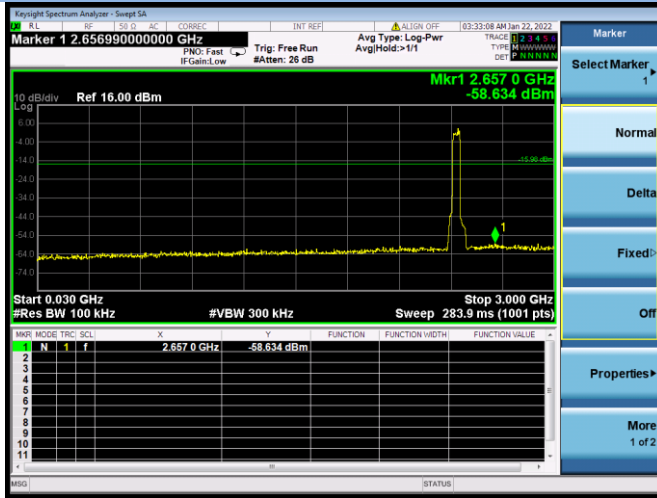 Keysight Spectrum Analyzer - Swept SA
RL RF 50 Ω AC CORREC INT REF ALIGN OFF 03:33:08 AM Jan 22, 2022
Marker 1 2.656990000000 GHz
PNO: Fast
IFGain:Low
Trig: Free Run
#Atten: 26 dB
Avg Type: Log-Pwr
Avg|Hold:>1/1
TRACE 1 2 3 4 5 6
TYPE M WWWWW
DET P N N N N N
Mkr1 2.657 0 GHz
-58.634 dBm
10 dB/div Ref 16.00 dBm
Log
6.00
-4.00
-14.0
-24.0
-34.0
-44.0
-54.0
-64.0
-74.0
-15.90 dBm
1
Start 0.030 GHz Stop 3.000 GHz
#Res BW 100 kHz #VBW 300 kHz Sweep 283.9 ms (1001 pts)
MKR MODE TRC SCL X Y FUNCTION FUNCTION WIDTH FUNCTION VALUE
1 N 1 f 2.657 0 GHz -58.634 dBm
2
3
4
5
6
7
8
9
10
11
MSG STATUS
Marker
Select Marker
1
Normal
Delta
Fixed
Off
Properties
More
1 of 2